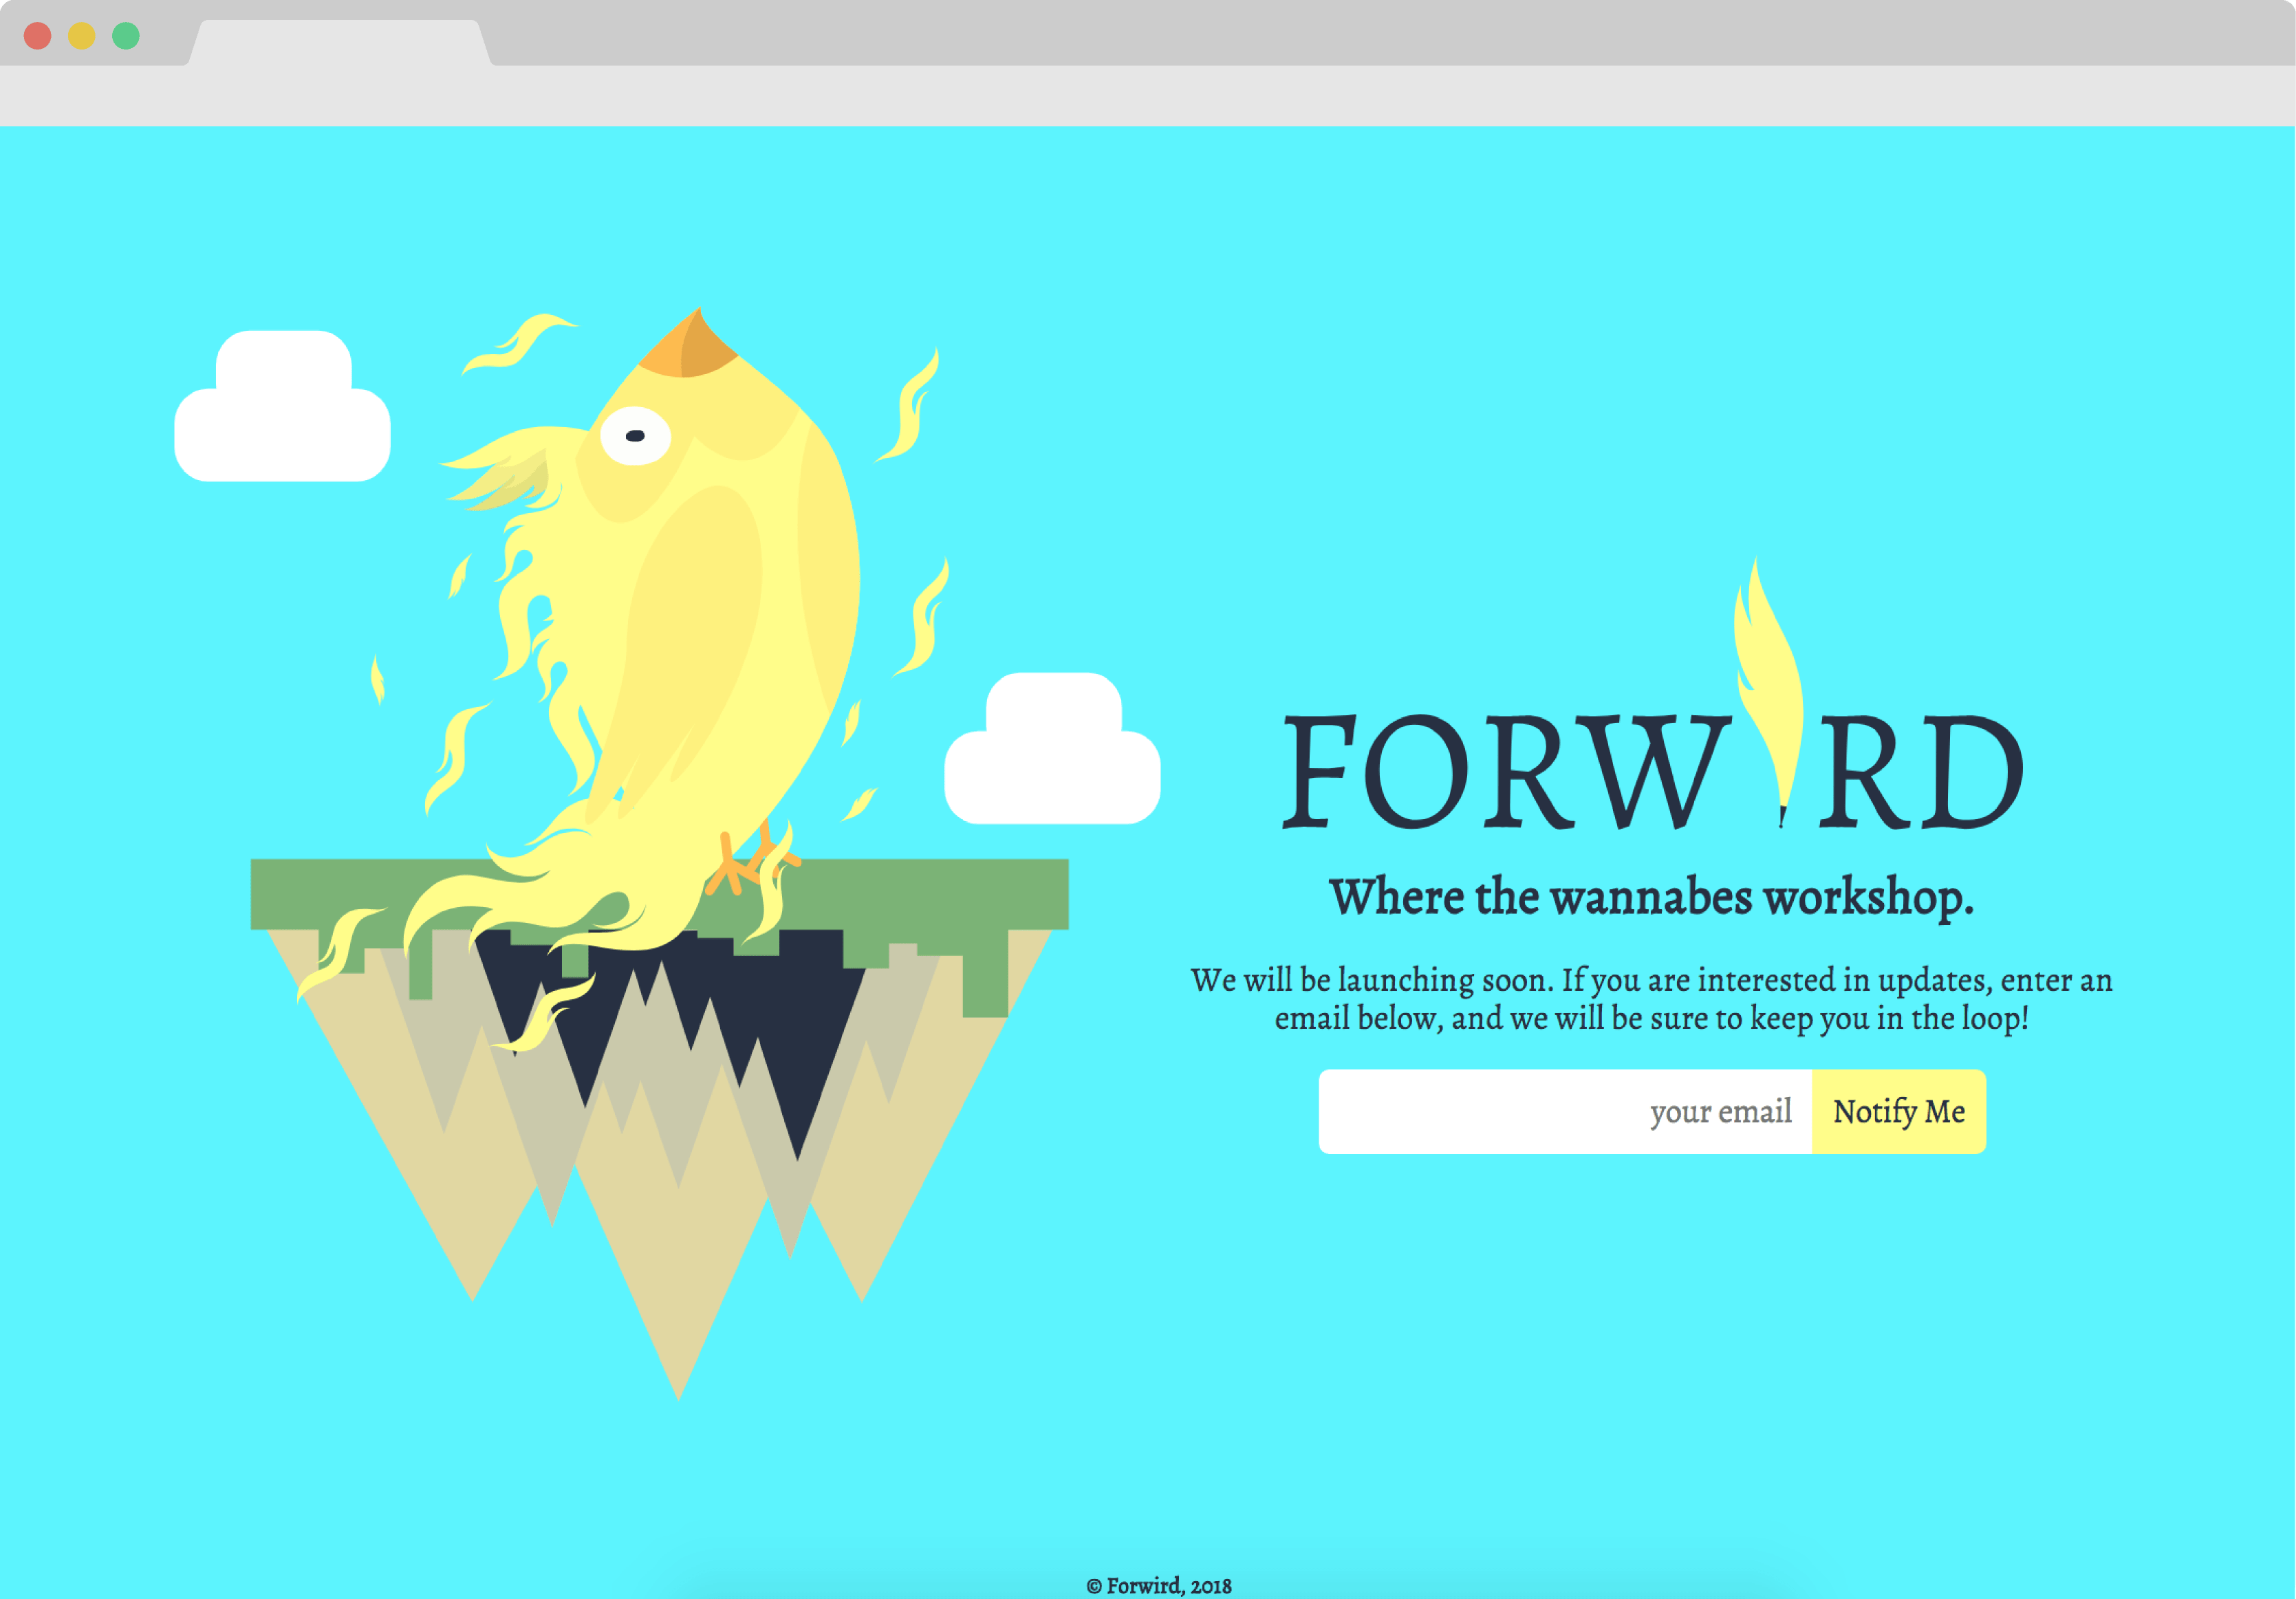 FORWIRD
Where the wannabes workshop.
We will be launching soon. If you are interested in updates, enter an
email below, and we will be sure to keep you in the loop!
your email
Notify Me
© Forwird, 2018